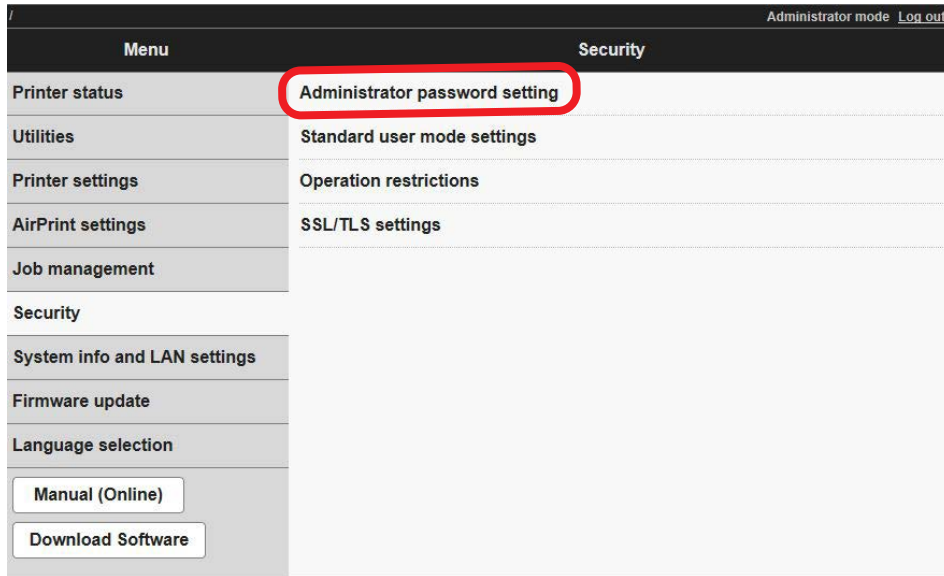 /
Administrator mode Log out
Menu
Security
Printer status
Utilities
Printer settings
AirPrint settings
Job management
Security
System info and LAN settings
Firmware update
Language selection
Manual (Online)
Download Software
Administrator password setting
Standard user mode settings
Operation restrictions
SSL/TLS settings